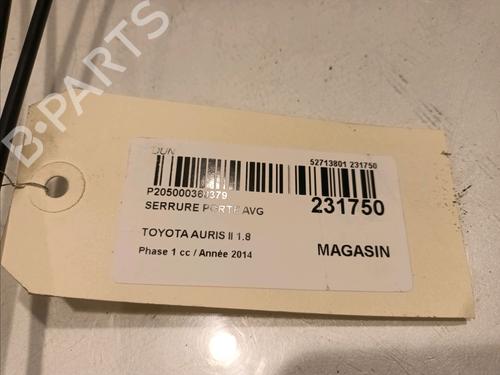 DUN
52713801 231750
P205000360379
SERRURE PORTE AVG
231750
TOYOTA AURIS II 1.8
Phase 1 cc / Année 2014
MAGASIN
B-PARTS